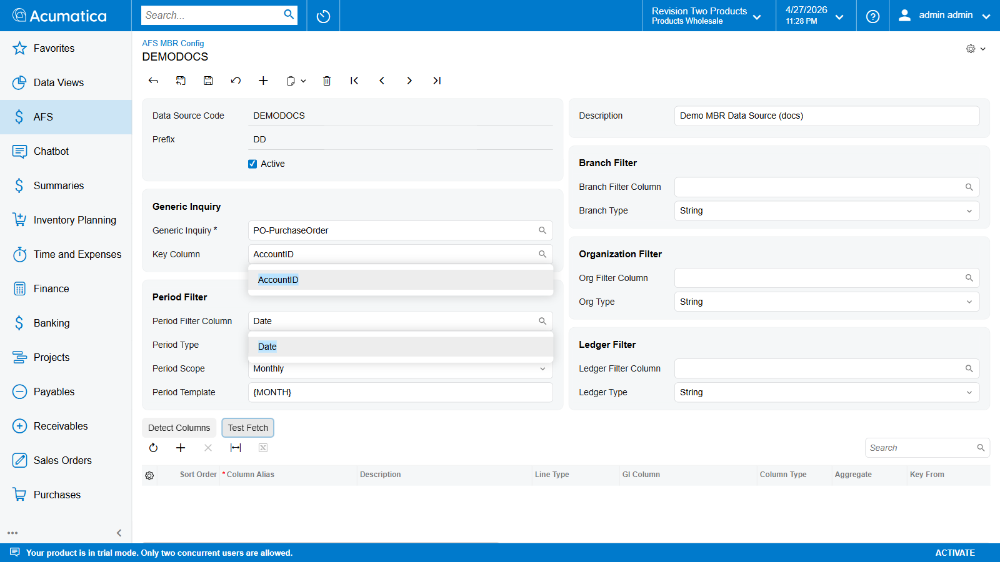 Acumatica
Search...
Revision Two Products
Products Wholesale
4/27/2026
11:28 PM
admin admin
Favorites
Data Views
AFS
Chatbot
Summaries
Inventory Planning
Time and Expenses
Finance
Banking
Projects
Payables
Receivables
Sales Orders
Purchases
AFS MBR Config
DEMODOCS
Data Source Code
DEMODOCS
Prefix
DD
Active
Generic Inquiry
Generic Inquiry *
PO-PurchaseOrder
Key Column
AccountID
AccountID
Period Filter
Period Filter Column
Date
Period Type
Date
Period Scope
Monthly
Period Template
{MONTH}
Description
Demo MBR Data Source (docs)
Branch Filter
Branch Filter Column
Branch Type
String
Organization Filter
Org Filter Column
Org Type
String
Ledger Filter
Ledger Filter Column
Ledger Type
String
Detect Columns
Test Fetch
Search
Sort Order
* Column Alias
Description
Line Type
GI Column
Column Type
Aggregate
Key From
Your product is in trial mode. Only two concurrent users are allowed.
ACTIVATE